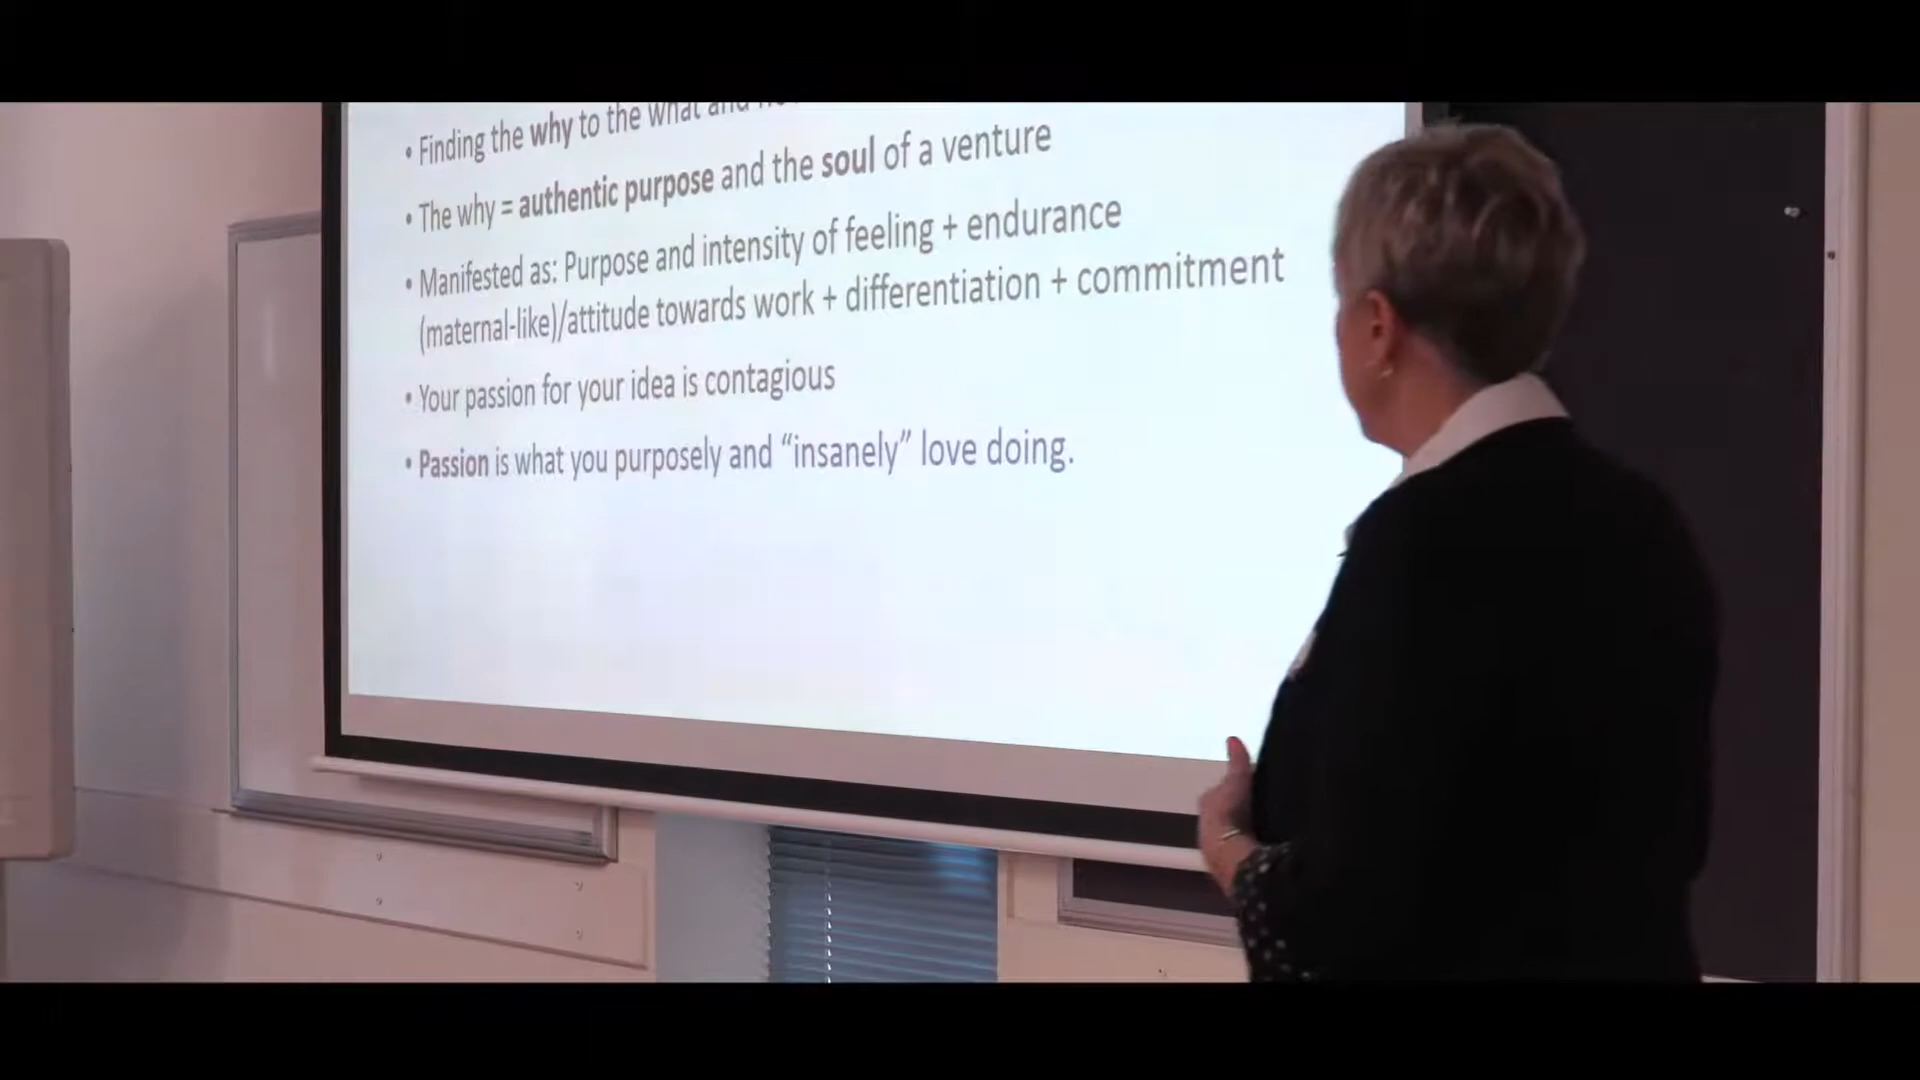 • Finding the why to the what and
• The why = authentic purpose and the soul of a venture
• Manifested as: Purpose and intensity of feeling + endurance
(maternal-like)/attitude towards work + differentiation + commitment
• Your passion for your idea is contagious
• Passion is what you purposely and “insanely” love doing.